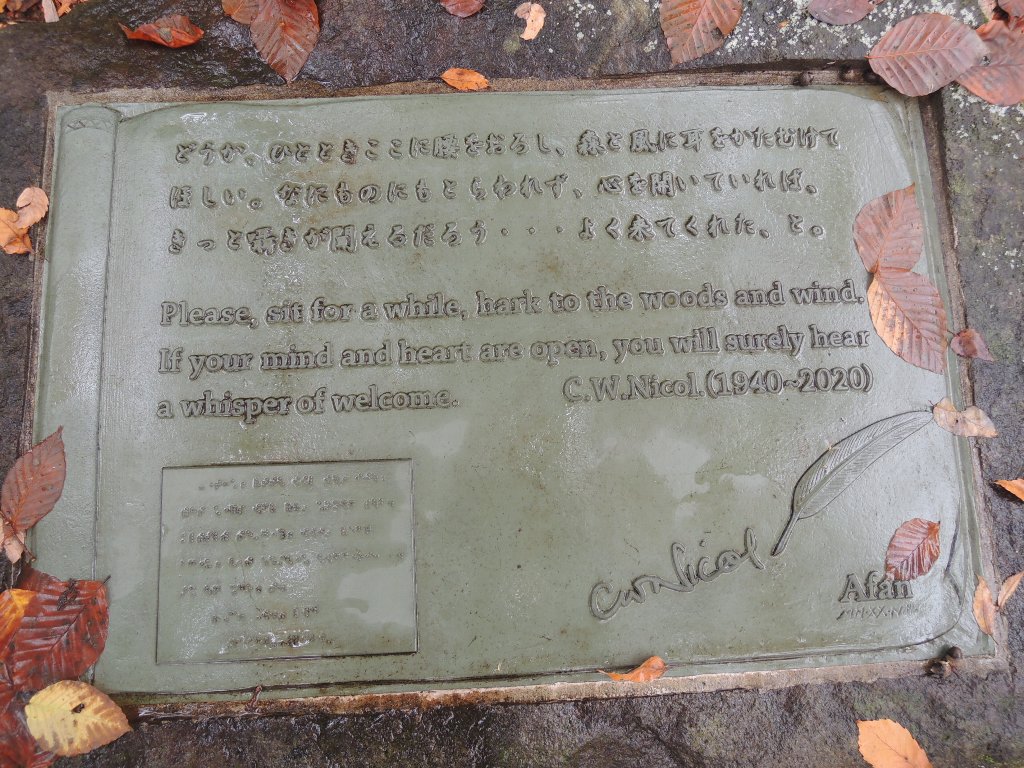 どうか、ひとときここに腰をおろし、森と風に耳をかたむけて
ほしい。なにものにもとらわれず、心を開いていれば、
きっと囁きが聞えるだろう・・・よく来てくれた、と。
Please, sit for a while, hark to the woods and wind.
If your mind and heart are open, you will surely hear
a whisper of welcome. C.W.Nicol.(1940~2020)
CWNicol
Afan